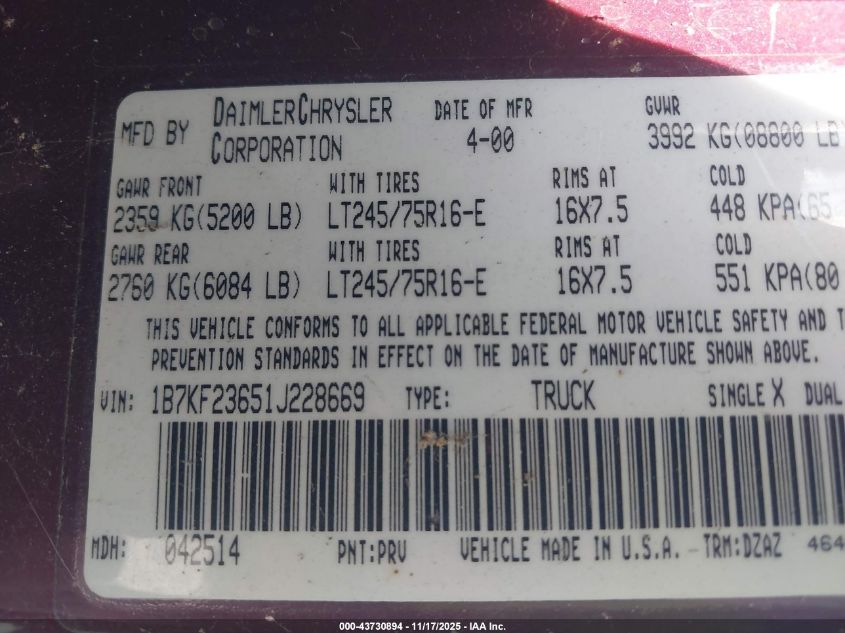 MFD BY DAIMLERCHRYSLER CORPORATION DATE OF MFR 4-00 GVWR 3992 KG(08800 LB
GAWR FRONT WITH TIRES RIMS AT COLD
2359 KG(5200 LB) LT245/75R16-E 16X7.5 448 KPA(65
GAWR REAR WITH TIRES RIMS AT COLD
2760 KG(6084 LB) LT245/75R16-E 16X7.5 551 KPA(80
THIS VEHICLE CONFORMS TO ALL APPLICABLE FEDERAL MOTOR VEHICLE SAFETY AND T
PREVENTION STANDARDS IN EFFECT ON THE DATE OF MANUFACTURE SHOWN ABOVE.
VIN: 1B7KF23651J228669 TYPE: TRUCK SINGLE X DUAL
MDH: 042514 PNT:PRV VEHICLE MADE IN U.S.A. TRM:DZAZ 464
000-43730894 - 11/17/2025 - IAA Inc.